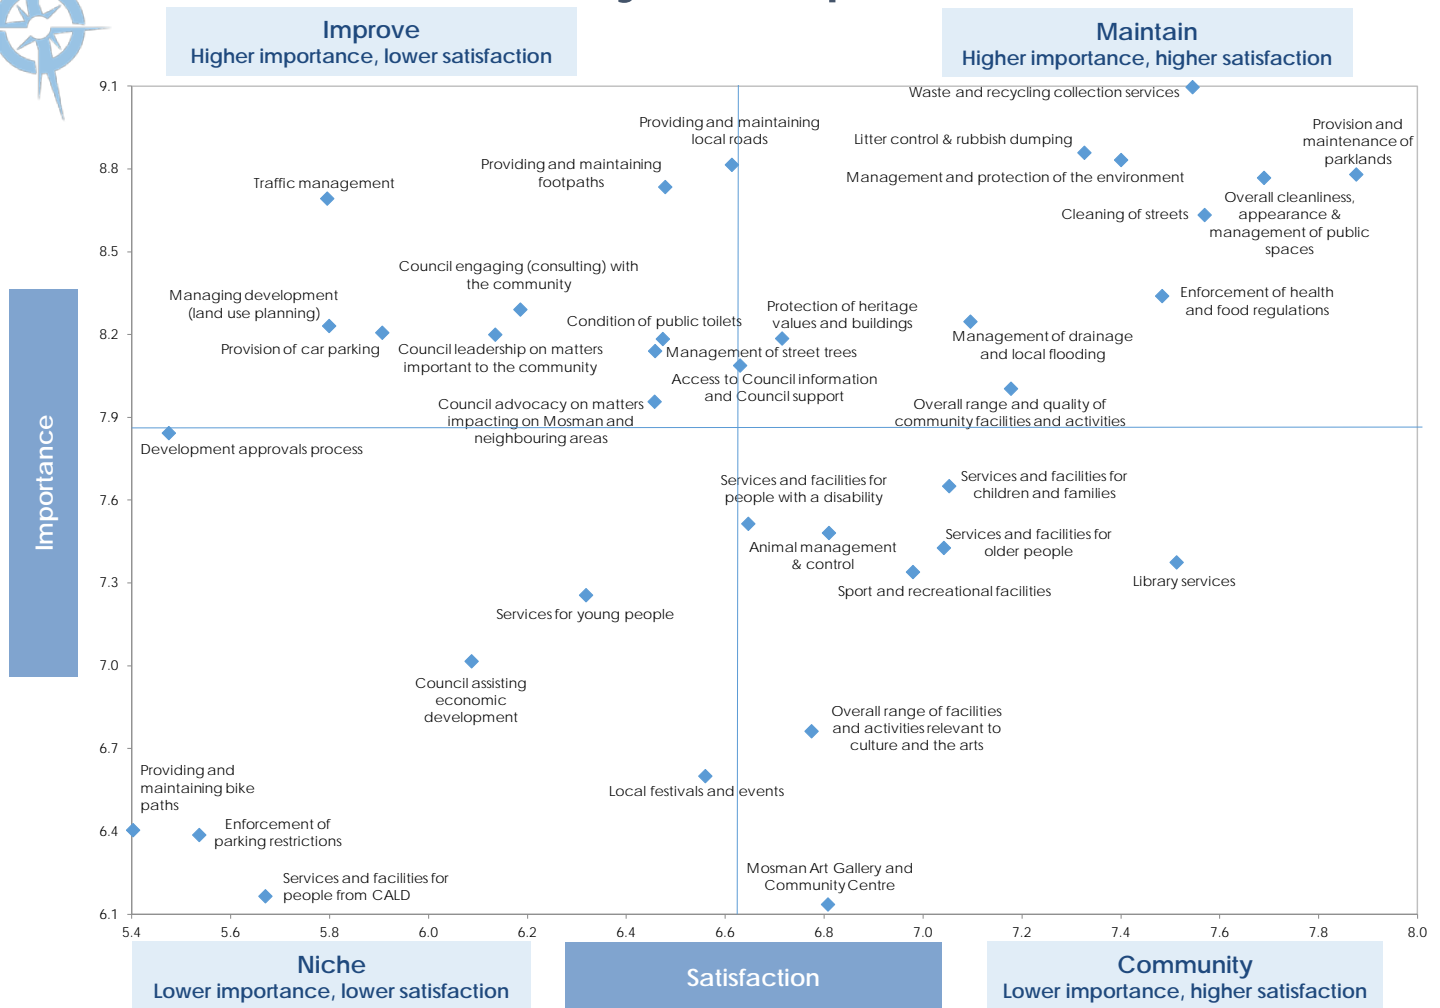 Improve
Higher importance, lower satisfaction
Maintain
Higher importance, higher satisfaction
9.1
8.8
8.5
8.2
7.9
7.6
7.3
7.0
6.7
6.4
6.1
Importance
Waste and recycling collection services
Providing and maintaining
local roads
Litter control & rubbish dumping
Provision and
maintenance of
parklands
Providing and maintaining
footpaths
Traffic management
Management and protection of the environment
Overall cleanliness,
appearance &
management of public
spaces
Cleaning of streets
Council engaging (consulting) with
the community
Managing development
(land use planning)
Enforcement of health
and food regulations
Protection of heritage
values and buildings
Condition of public toilets
Management of drainage
and local flooding
Provision of car parking
Council leadership on matters
important to the community
Management of street trees
Access to Council information
and Council support
Council advocacy on matters
impacting on Mosman and
neighbouring areas
Overall range and quality of
community facilities and activities
Development approvals process
Services and facilities for
people with a disability
Services and facilities for
children and families
Animal management
& control
Services and facilities for
older people
Library services
Sport and recreational facilities
Services for young people
Council assisting
economic
development
Overall range of facilities
and activities relevant to
culture and the arts
Local festivals and events
Providing and
maintaining bike
paths
Enforcement of
parking restrictions
Services and facilities for
people from CALD
Mosman Art Gallery and
Community Centre
5.4
5.6
5.8
6.0
6.2
6.4
6.6
6.8
7.0
7.2
7.4
7.6
7.8
8.0
Niche
Lower importance, lower satisfaction
Satisfaction
Community
Lower importance, higher satisfaction